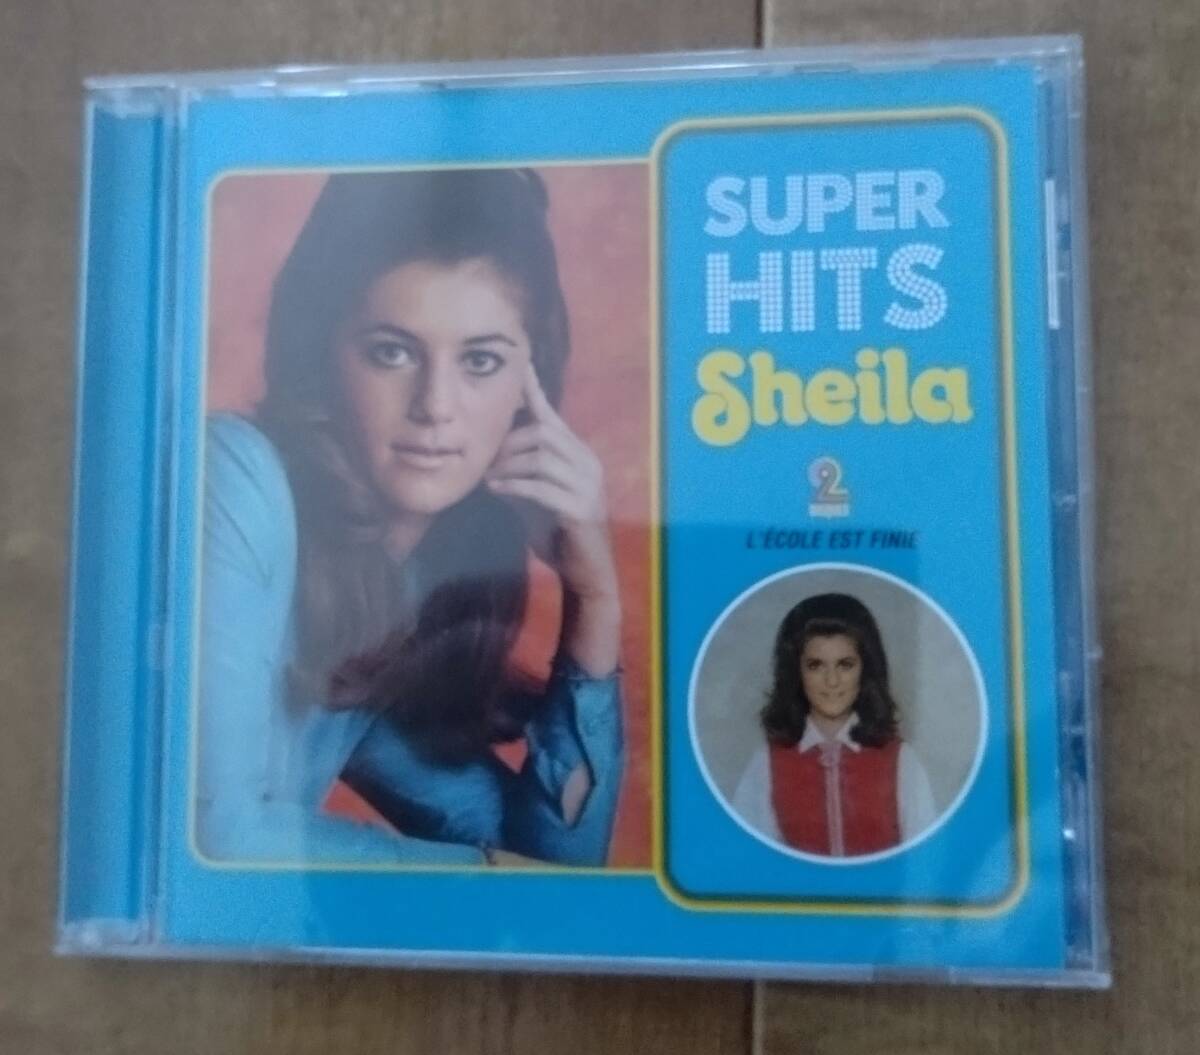 SUPER
HITS
Sheila
2
L'ÉCOLE EST FINIE